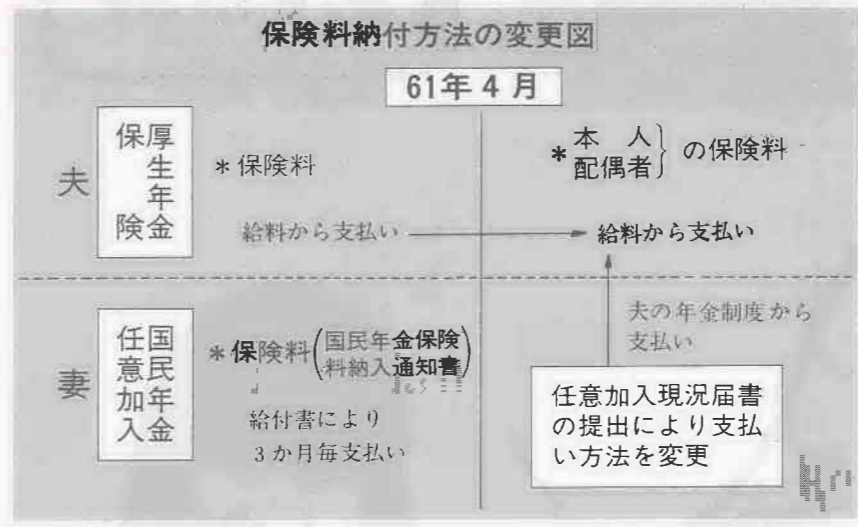 保険料納付方法の変更図
61年4月
夫
厚生年金
保険
*保険料
給料から支払い
*本人
配偶者}の保険料
給料から支払い
妻
国民年金
任意加入
*保険料(国民年金保険
料納入通知書)
給付書により
3か月毎支払い
夫の年金制度から
支払い
任意加入現況届書
の提出により支払
い方法を変更